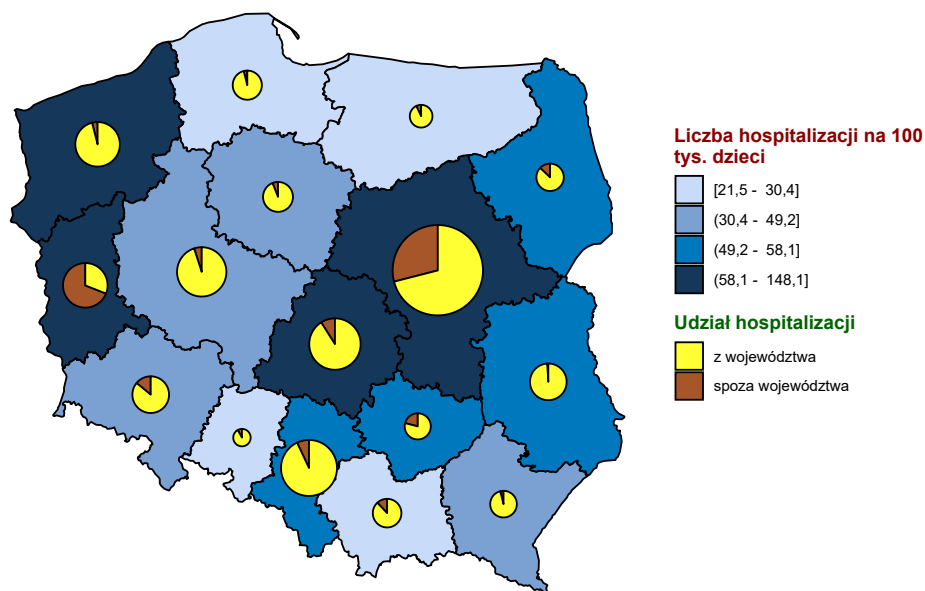 Liczba hospitalizacji na 100
tys. dzieci
[21,5 - 30,4]
(30,4 - 49,2]
(49,2 - 58,1]
(58,1 - 148,1]
Udział hospitalizacji
z województwa
spoza województwa